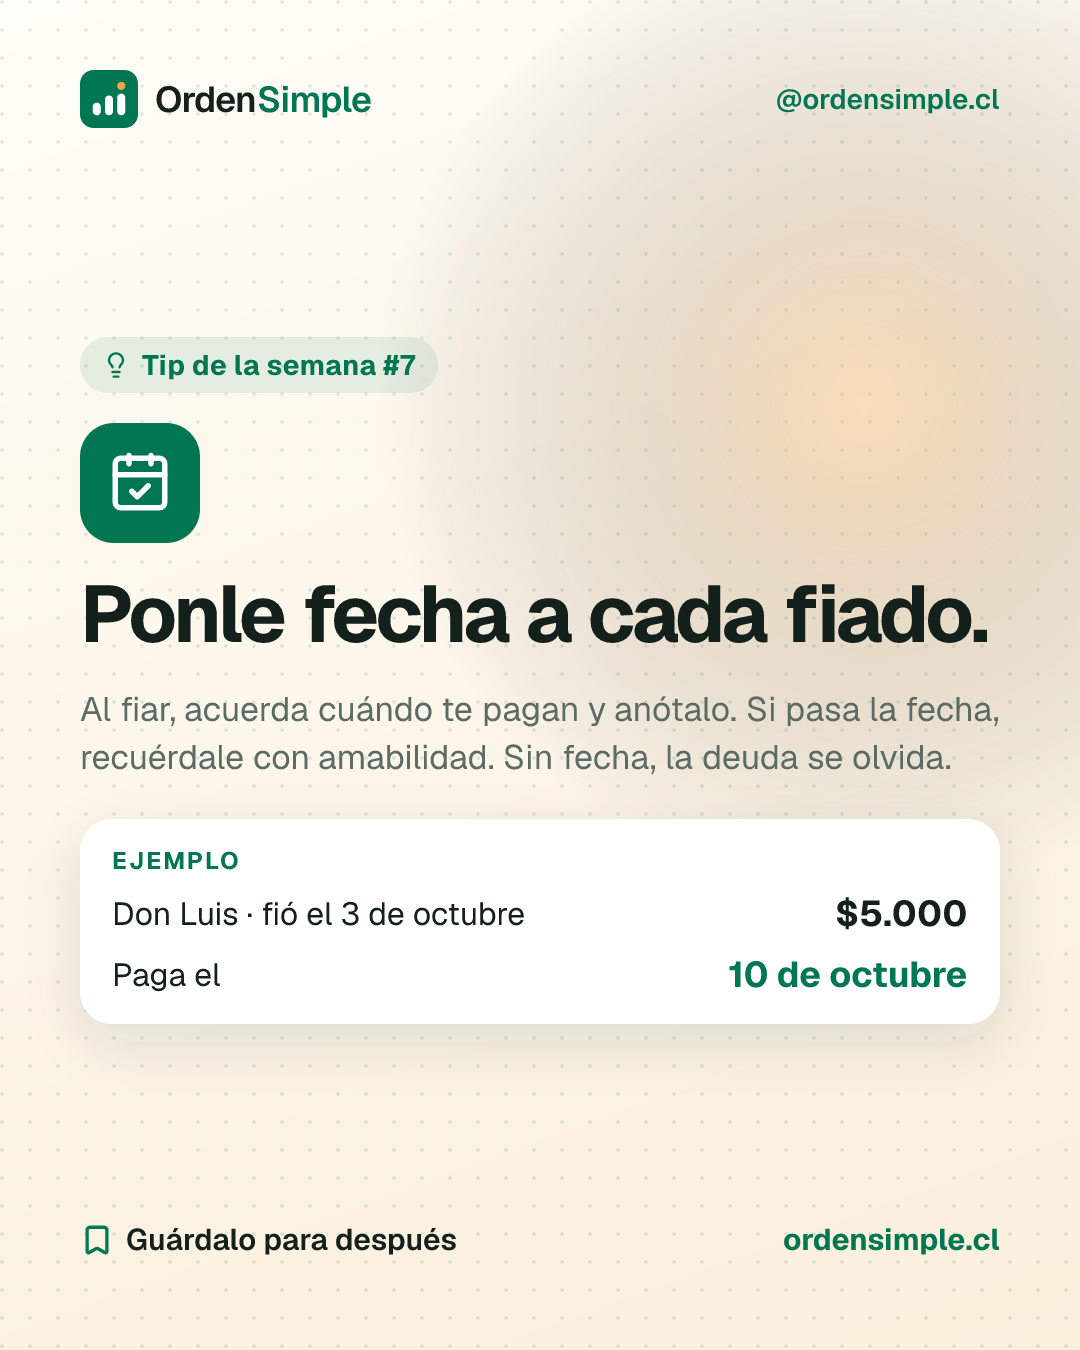 OrdenSimple
@ordensimple.cl
Tip de la semana #7
Ponle fecha a cada fiado.
Al fiar, acuerda cuándo te pagan y anótalo. Si pasa la fecha,
recuérdale con amabilidad. Sin fecha, la deuda se olvida.
EJEMPLO
Don Luis · fió el 3 de octubre $5.000
Paga el 10 de octubre
Guárdalo para después
ordensimple.cl